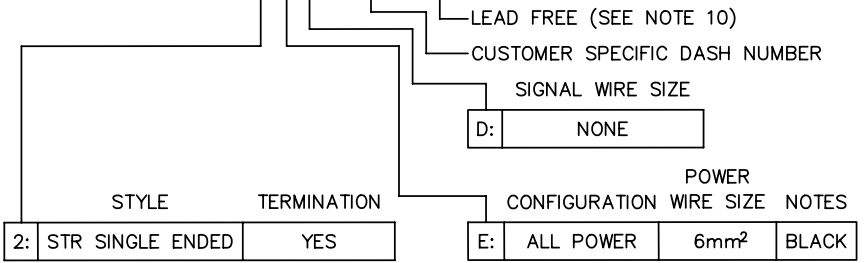 LEAD FREE (SEE NOTE 10)
CUSTOMER SPECIFIC DASH NUMBER
SIGNAL WIRE SIZE
D: NONE
STYLE TERMINATION
2: STR SINGLE ENDED YES
POWER
CONFIGURATION WIRE SIZE NOTES
E: ALL POWER 6mm² BLACK